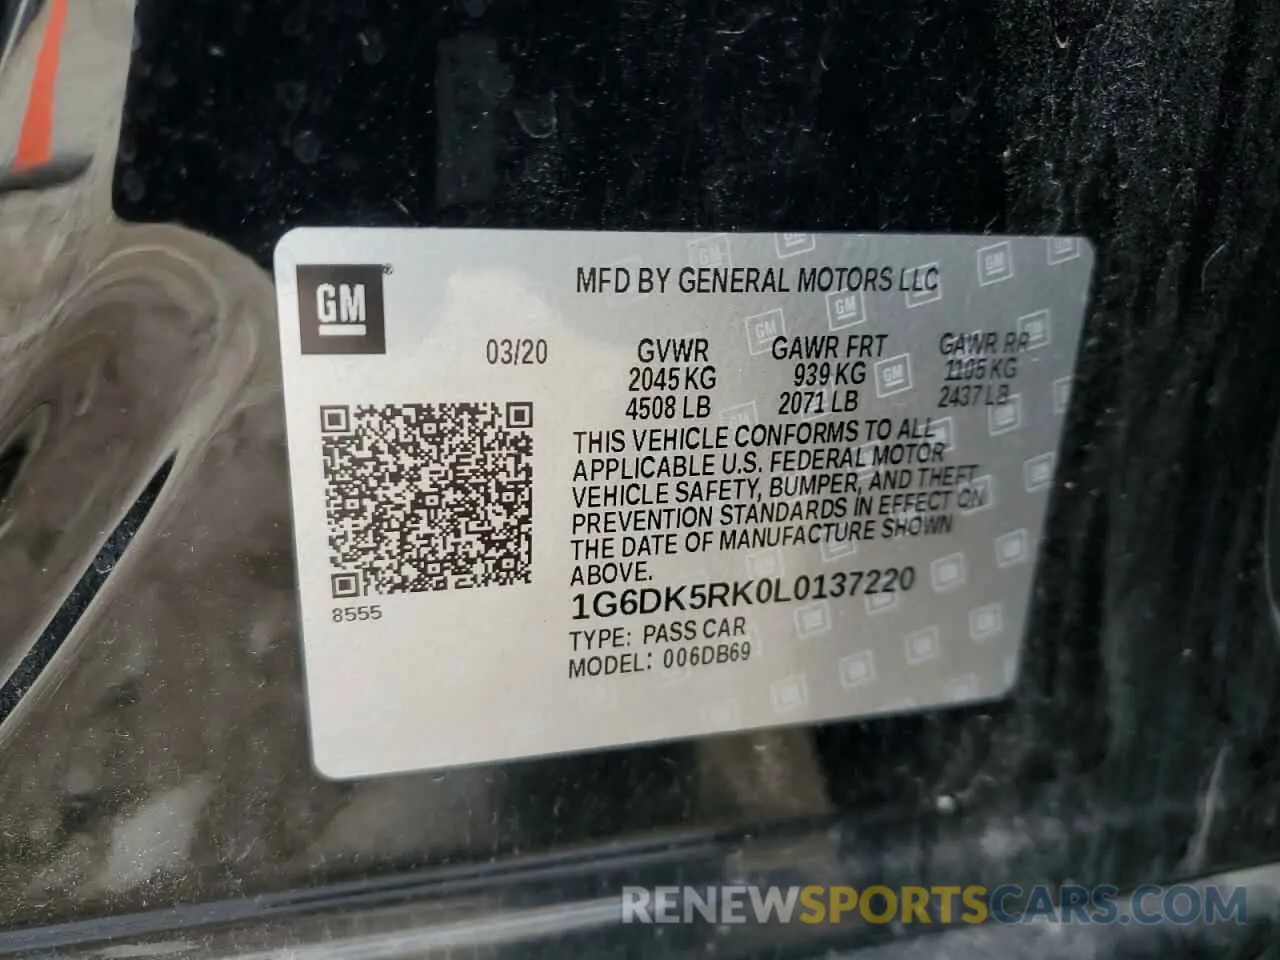 GM
MFD BY GENERAL MOTORS LLC
03/20
GVWR
2045 KG
4508 LB
GAWR FRT
939 KG
2071 LB
GAWR RR
1105 KG
2437 LB
THIS VEHICLE CONFORMS TO ALL
APPLICABLE U.S. FEDERAL MOTOR
VEHICLE SAFETY, BUMPER, AND THEFT
PREVENTION STANDARDS IN EFFECT ON
THE DATE OF MANUFACTURE SHOWN
ABOVE.
1G6DK5RK0L0137220
TYPE: PASS CAR
MODEL: 006DB69
8555
RENEWSPORTSCARS.COM